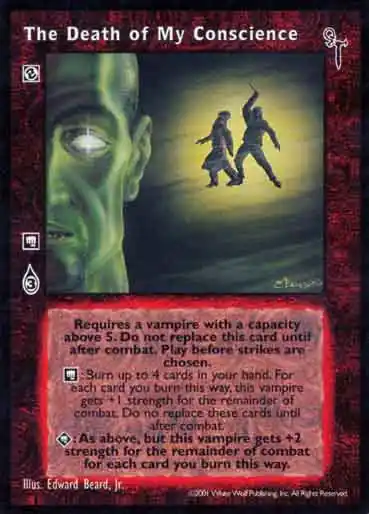 The Death of My Conscience
3
Requires a vampire with a capacity
above 5. Do not replace this card until
after combat. Play before strikes are
chosen.
: Burn up to 4 cards in your hand. For
each card you burn this way, this vampire
gets +1 strength for the remainder of
combat. Do no replace these cards until
after combat.
: As above, but this vampire gets +2
strength for the remainder of combat
for each card you burn this way.
Illus. Edward Beard, Jr.
©2001 White Wolf Publishing, Inc. All Rights Reserved.